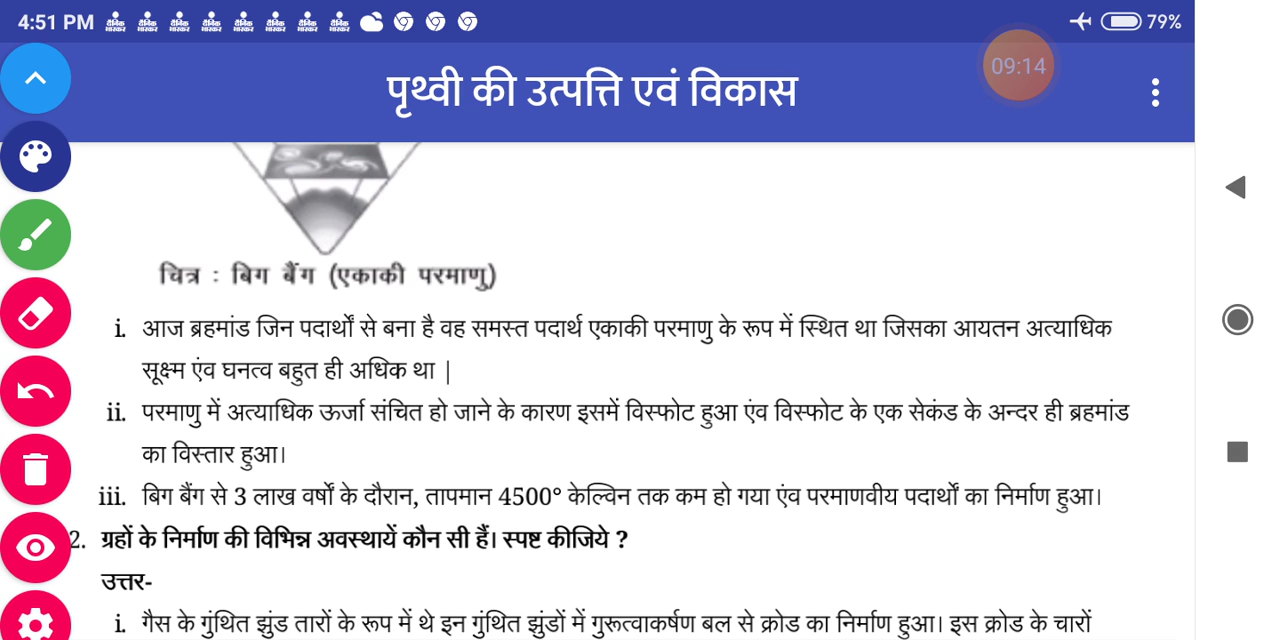 4:51 PM
79%
09:14
पृथ्वी की उत्पत्ति एवं विकास
चित्र : बिग बैंग (एकाकी परमाणु)
i. आज ब्रहमांड जिन पदार्थों से बना है वह समस्त पदार्थ एकाकी परमाणु के रूप में स्थित था जिसका आयतन अत्याधिक
सूक्ष्म एंव घनत्व बहुत ही अधिक था |
ii. परमाणु में अत्याधिक ऊर्जा संचित हो जाने के कारण इसमें विस्फोट हुआ एंव विस्फोट के एक सेकंड के अन्दर ही ब्रहमांड
का विस्तार हुआ।
iii. बिग बैंग से 3 लाख वर्षों के दौरान, तापमान 4500° केल्विन तक कम हो गया एंव परमाणवीय पदार्थों का निर्माण हुआ।
2. ग्रहों के निर्माण की विभिन्न अवस्थायें कौन सी हैं। स्पष्ट कीजिये ?
उत्तर-
i. गैस के गुंथित झुंड तारों के रूप में थे इन गुंथित झुंडों में गुरूत्वाकर्षण बल से क्रोड का निर्माण हुआ। इस क्रोड के चारों